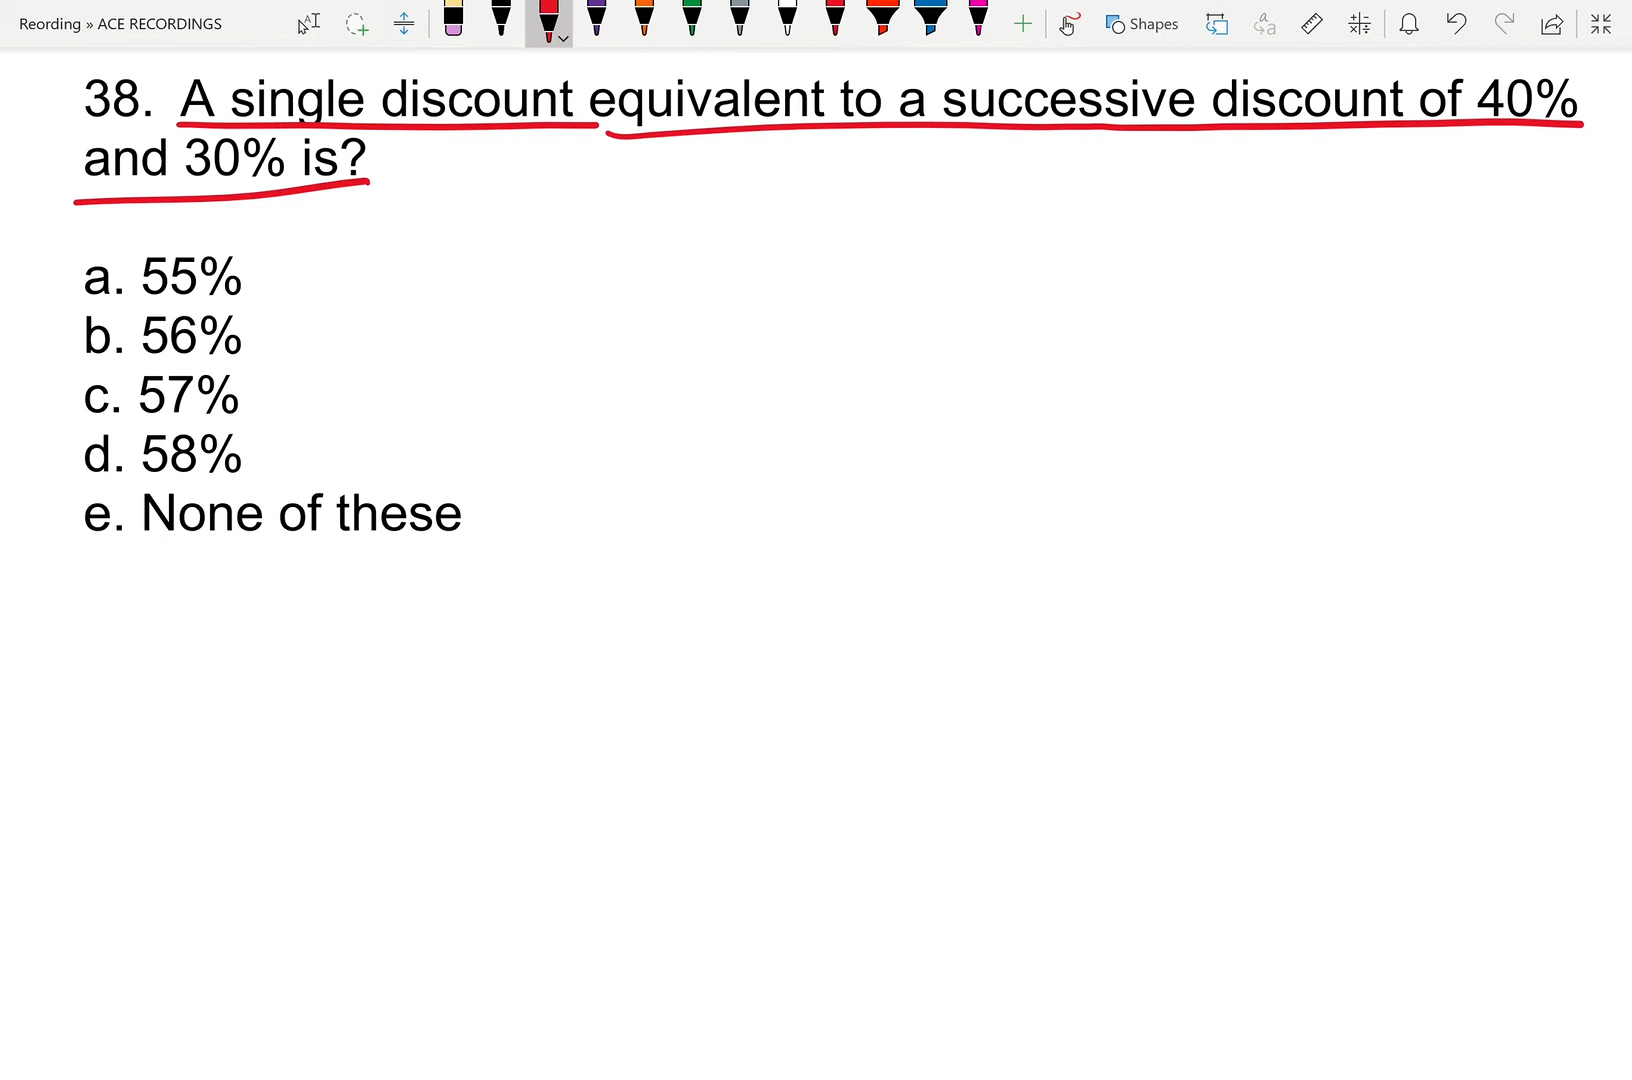 Reording » ACE RECORDINGS
Shapes
38. A single discount equivalent to a successive discount of 40%
and 30% is?
a. 55%
b. 56%
c. 57%
d. 58%
e. None of these